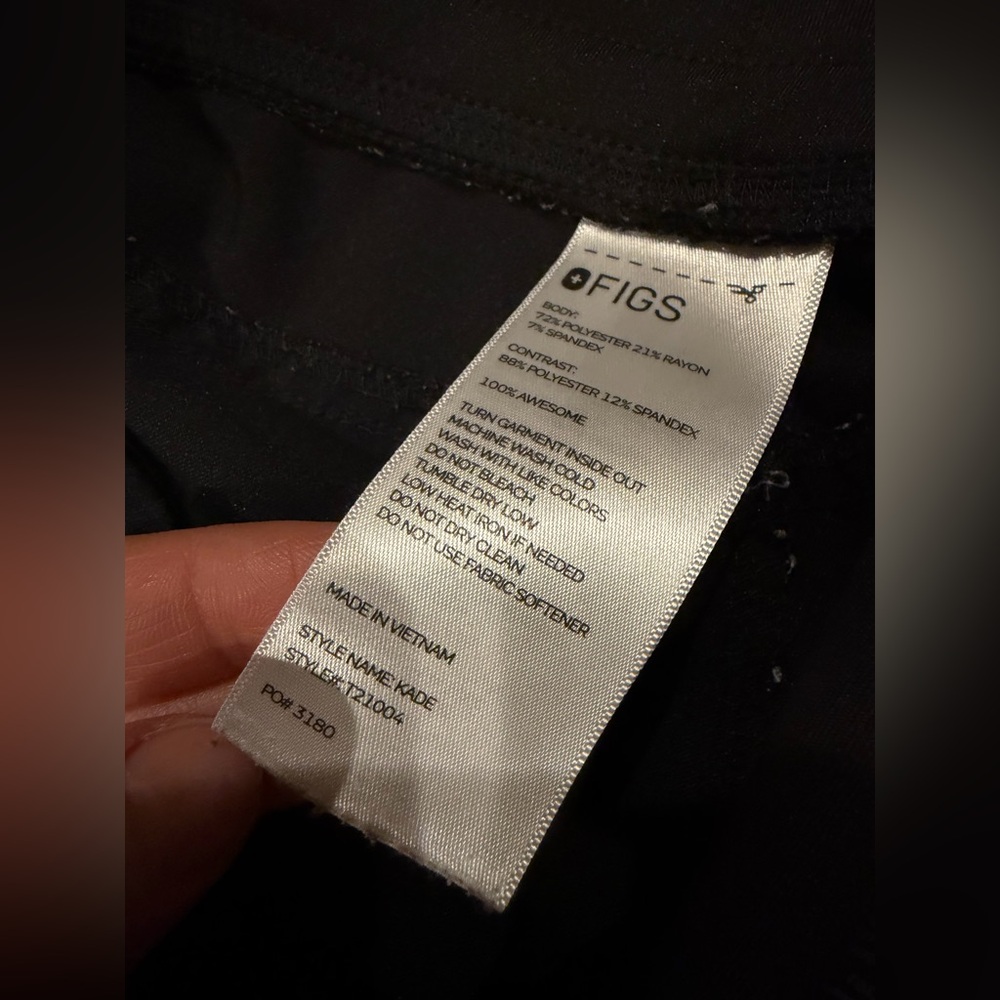 FIGS
BODY:
72% POLYESTER 21% RAYON
7% SPANDEX
CONTRAST:
88% POLYESTER 12% SPANDEX
100% AWESOME
TURN GARMENT INSIDE OUT
MACHINE WASH COLD
WASH WITH LIKE COLORS
DO NOT BLEACH
TUMBLE DRY LOW
LOW HEAT IRON IF NEEDED
DO NOT DRY CLEAN
DO NOT USE FABRIC SOFTENER
MADE IN VIETNAM
STYLE NAME: KADE
STYLE#: T21004
PO# 3180